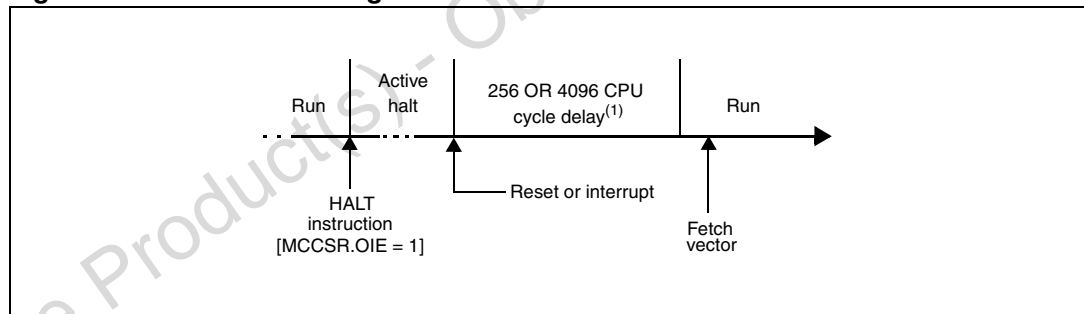 Run
Active
halt
256 OR 4096 CPU
cycle delay(1)
Run
Reset or interrupt
HALT
instruction
[MCCSR.OIE = 1]
Fetch
vector
Product(s) -